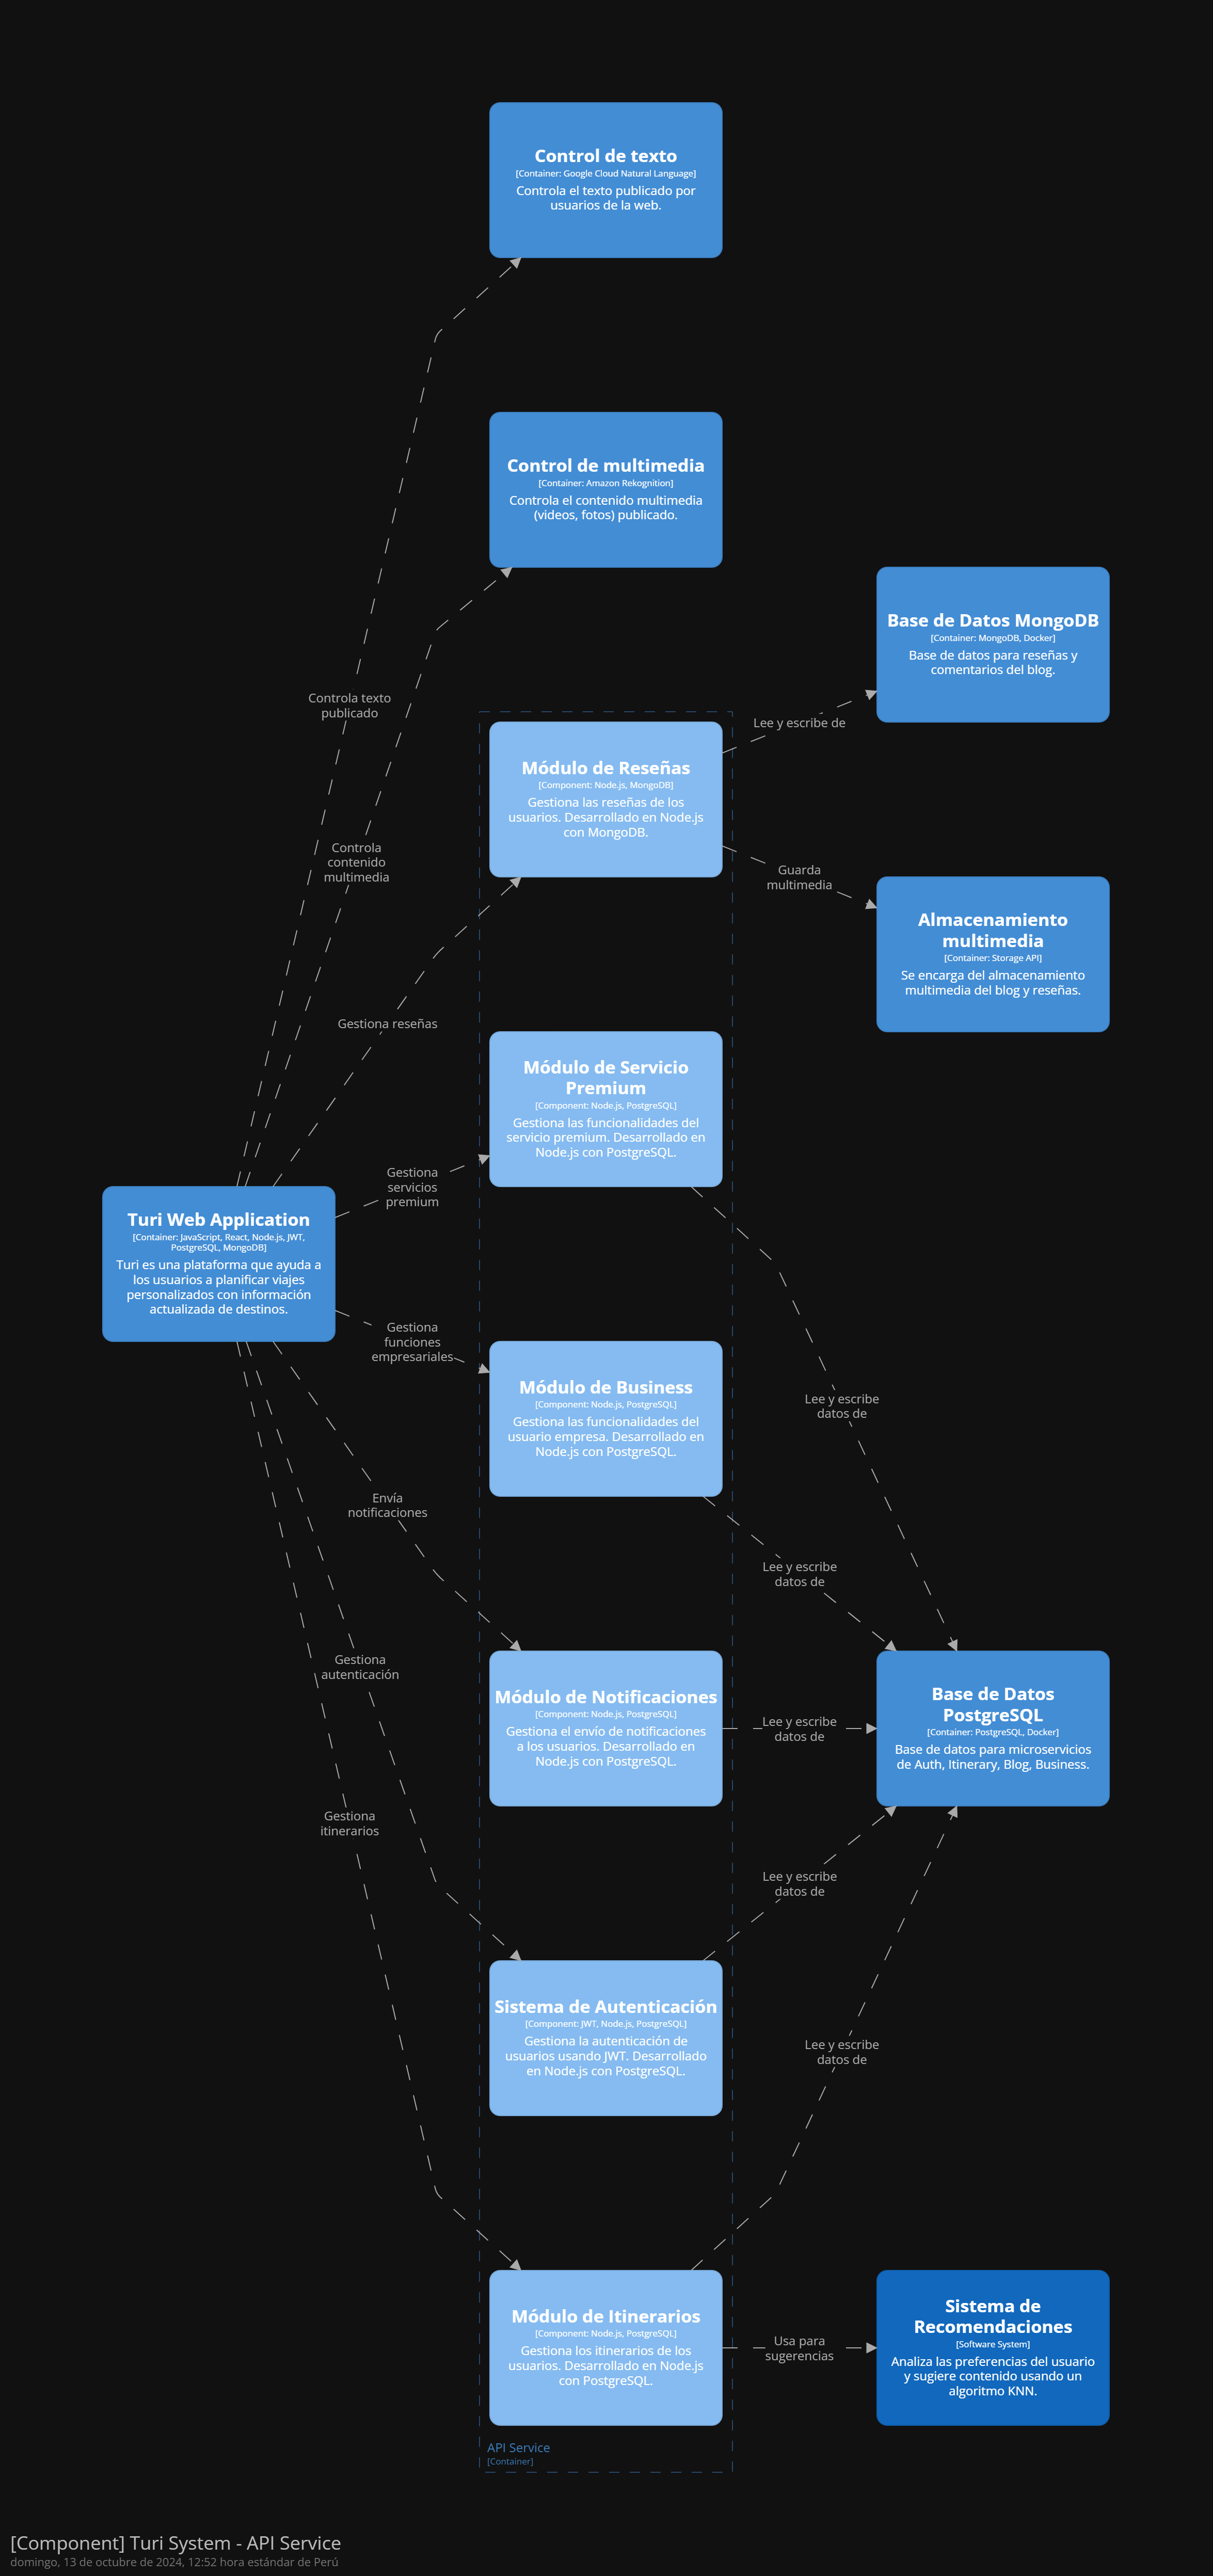 Control de texto
[Container: Google Cloud Natural Language]
Controla el texto publicado por
usuarios de la web.
Control de multimedia
[Container: Amazon Rekognition]
Controla el contenido multimedia
(videos, fotos) publicado.
Base de Datos MongoDB
[Container: MongoDB, Docker]
Base de datos para reseñas y
comentarios del blog.
Controla texto
publicado
Lee y escribe de
Módulo de Reseñas
[Component: Node.js, MongoDB]
Gestiona las reseñas de los
usuarios. Desarrollado en Node.js
con MongoDB.
Controla
contenido
multimedia
Guarda
multimedia
Almacenamiento
multimedia
[Container: Storage API]
Se encarga del almacenamiento
multimedia del blog y reseñas.
Gestiona reseñas
Módulo de Servicio
Premium
[Component: Node.js, PostgreSQL]
Gestiona las funcionalidades del
servicio premium. Desarrollado en
Node.js con PostgreSQL.
Gestiona
servicios
premium
Turi Web Application
[Container: JavaScript, React, Node.js, JWT,
PostgreSQL, MongoDB]
Turi es una plataforma que ayuda a
los usuarios a planificar viajes
personalizados con información
actualizada de destinos.
Gestiona
funciones
empresariales
Módulo de Business
[Component: Node.js, PostgreSQL]
Gestiona las funcionalidades del
usuario empresa. Desarrollado en
Node.js con PostgreSQL.
Lee y escribe
datos de
Envía
notificaciones
Lee y escribe
datos de
Gestiona
autenticación
Módulo de Notificaciones
[Component: Node.js, PostgreSQL]
Gestiona el envío de notificaciones
a los usuarios. Desarrollado en
Node.js con PostgreSQL.
Lee y escribe
datos de
Base de Datos
PostgreSQL
[Container: PostgreSQL, Docker]
Base de datos para microservicios
de Auth, Itinerary, Blog, Business.
Gestiona
itinerarios
Lee y escribe
datos de
Sistema de Autenticación
[Component: JWT, Node.js, PostgreSQL]
Gestiona la autenticación de
usuarios usando JWT. Desarrollado
en Node.js con PostgreSQL.
Lee y escribe
datos de
Módulo de Itinerarios
[Component: Node.js, PostgreSQL]
Gestiona los itinerarios de los
usuarios. Desarrollado en Node.js
con PostgreSQL.
Usa para
sugerencias
Sistema de
Recomendaciones
[Software System]
Analiza las preferencias del usuario
y sugiere contenido usando un
algoritmo KNN.
API Service
[Container]
[Component] Turi System - API Service
domingo, 13 de octubre de 2024, 12:52 hora estándar de Perú